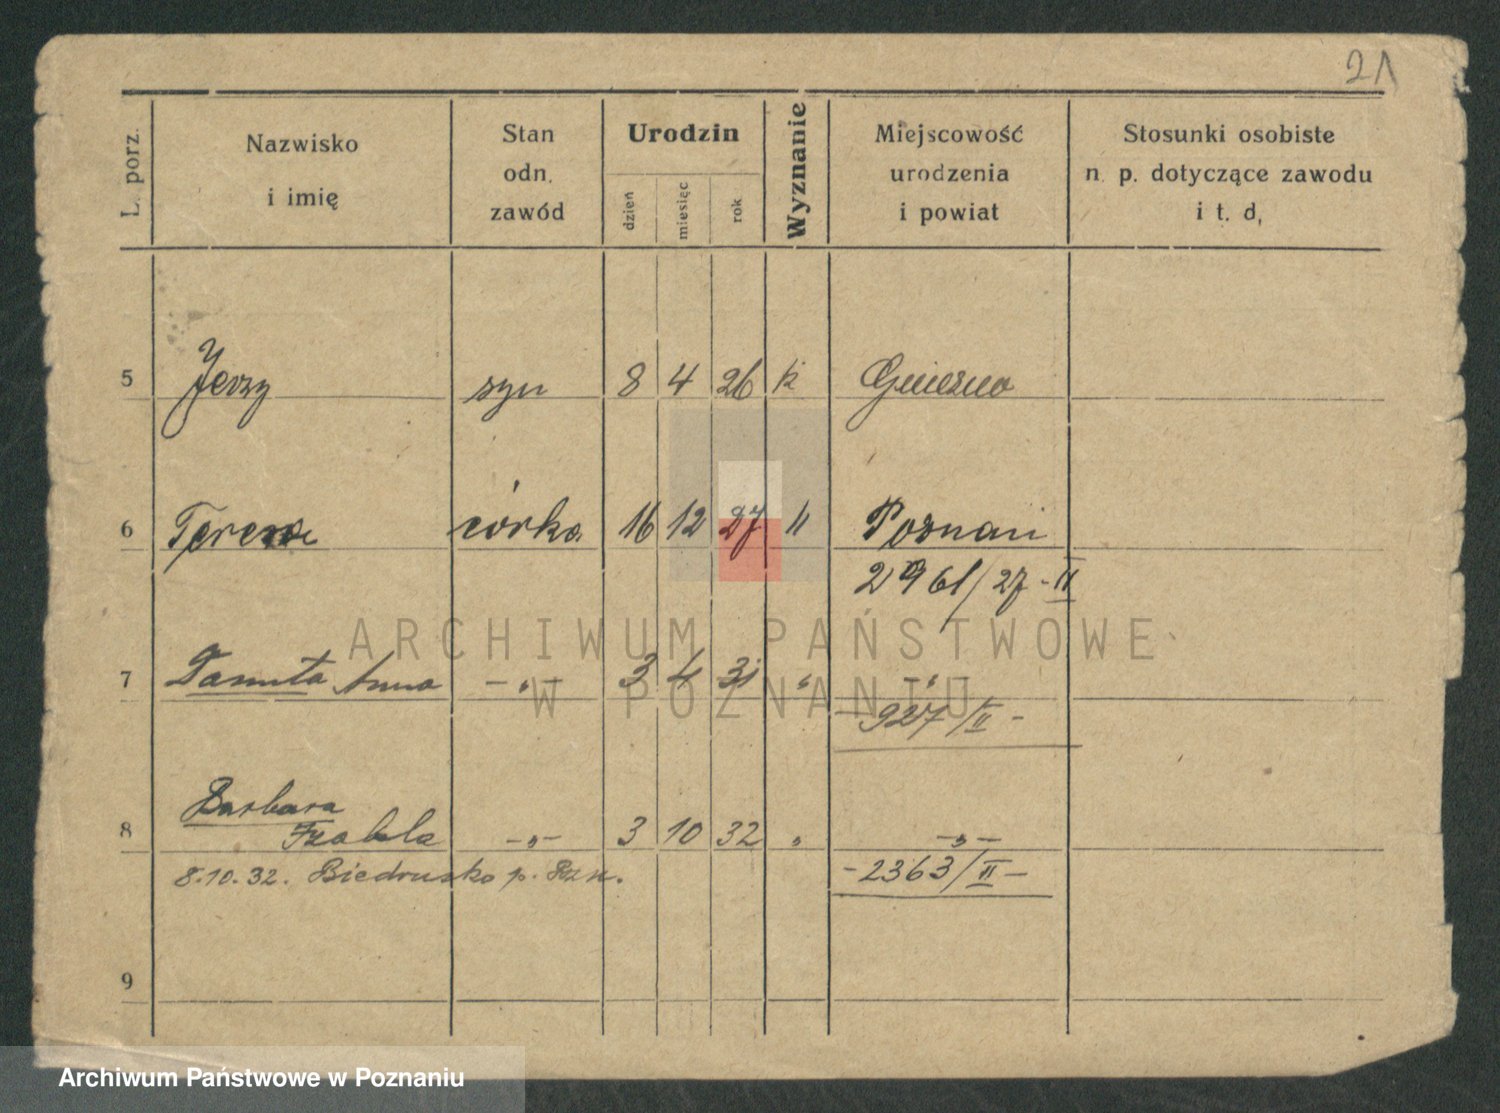 21
L. porz.
Nazwisko
i imię
Stan
odn.
zawód
Urodzin
dzień
miesiąc
rok
Wyznanie
Miejscowość
urodzenia
i powiat
Stosunki osobiste
n. p. dotyczące zawodu
i t. d,
5 Jerzy syn 8 4 26 k Gniezno
6 Teresa córka 16 12 27 " Poznań
2961/27-II
ARCHIWUM PAŃSTWOWE
7 Danuta Anna -"- 3 4 31 " -"-
W POZNANIU
-927/II-
Barbara
8 Izabela -"- 3 10 32 " -"-
8.10.32. Biedrusko p. Pozn. -2363/II-
9
Archiwum Państwowe w Poznaniu